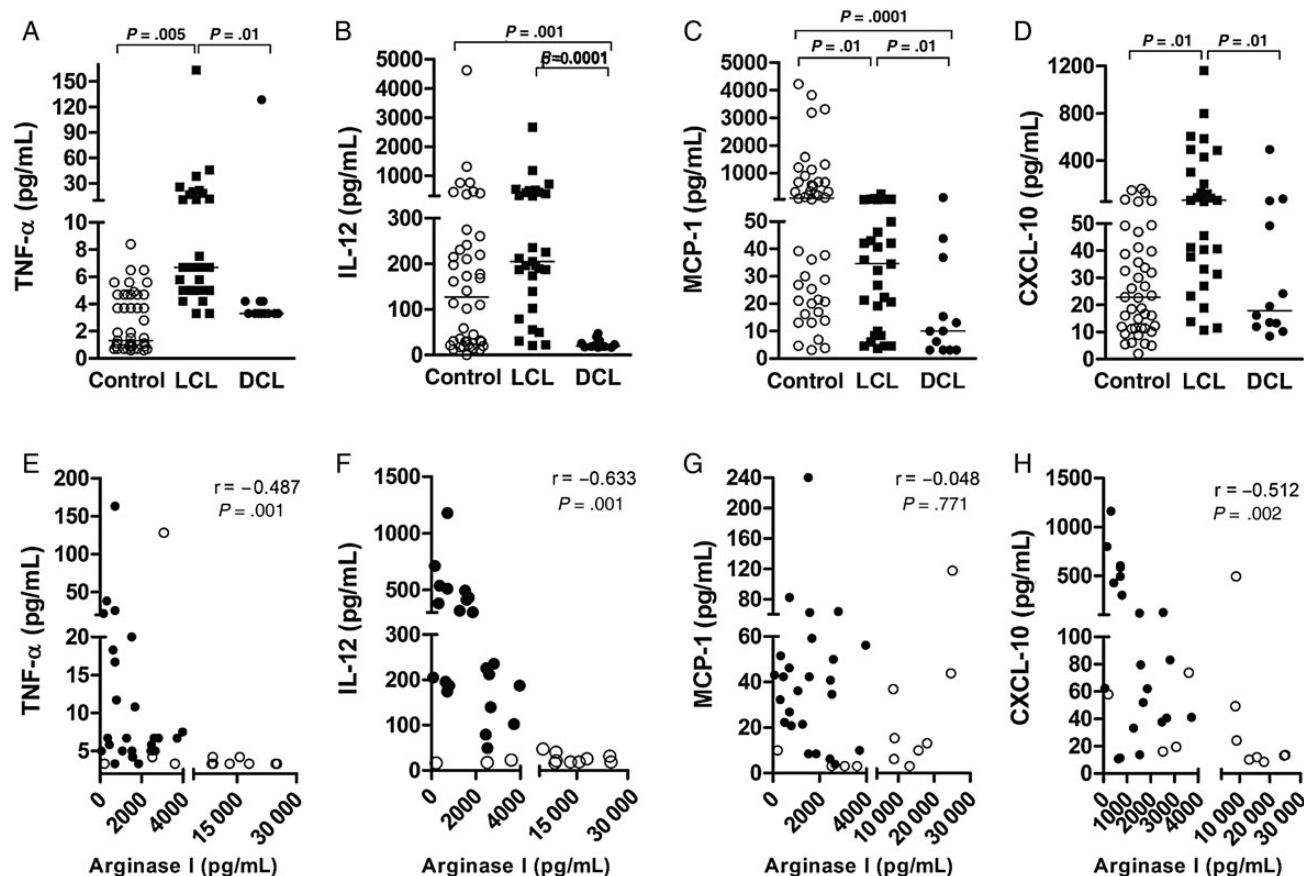 A
P = .005
P = .01
TNF-α (pg/mL)
150
120
90
60
30
10
8
6
4
2
0
Control
LCL
DCL
B
P = .001
IL-12 (pg/mL)
5000
4000
3000
2000
1000
300
200
100
0
Control
LCL
DCL
C
P = .0001
P = .01
P = .01
MCP-1 (pg/mL)
5000
4000
3000
2000
1000
50
40
30
20
10
0
Control
LCL
DCL
D
P = .01
P = .01
CXCL-10 (pg/mL)
1200
800
400
50
40
30
20
10
0
Control
LCL
DCL
E
r = −0.487
P = .001
TNF-α (pg/mL)
200
150
100
50
20
15
10
5
0
2000
4000
15 000
30 000
Arginase I (pg/mL)
F
r = −0.633
P = .001
IL-12 (pg/mL)
1500
1000
500
300
200
100
0
0
2000
4000
15 000
30 000
Arginase I (pg/mL)
G
r = −0.048
P = .771
MCP-1 (pg/mL)
240
200
160
120
80
60
40
20
0
2000
4000
10 000
20 000
30 000
Arginase I (pg/mL)
H
r = −0.512
P = .002
CXCL-10 (pg/mL)
1500
1000
500
100
80
60
40
20
0
0
1000
2000
3000
4000
10 000
20 000
30 000
Arginase I (pg/mL)